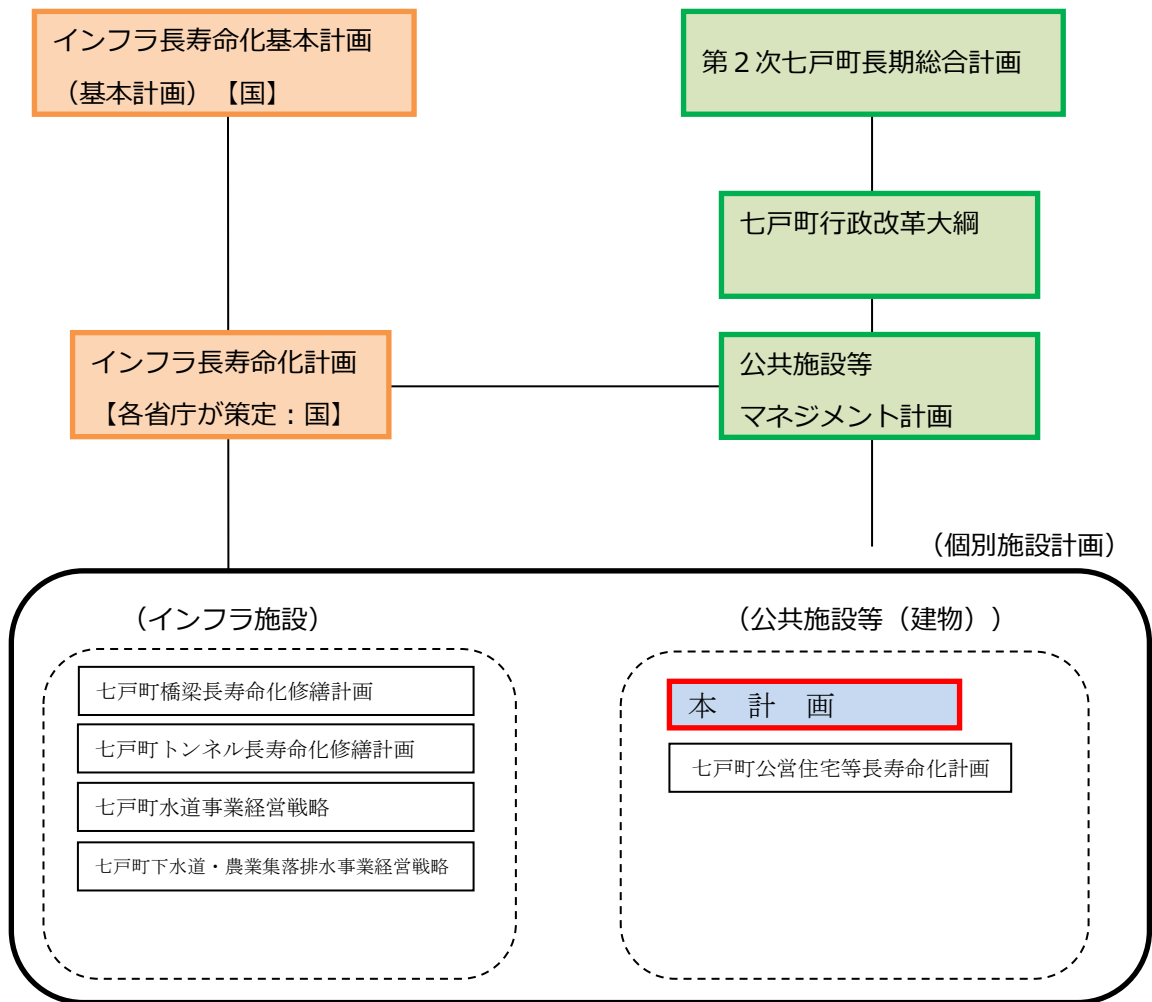 インフラ長寿命化基本計画
（基本計画）【国】
第２次七戸町長期総合計画
七戸町行政改革大綱
インフラ長寿命化計画
【各省庁が策定：国】
公共施設等
マネジメント計画
（個別施設計画）
（インフラ施設）
七戸町橋梁長寿命化修繕計画
七戸町トンネル長寿命化修繕計画
七戸町水道事業経営戦略
七戸町下水道・農業集落排水事業経営戦略
（公共施設等（建物））
本　計　画
七戸町公営住宅等長寿命化計画